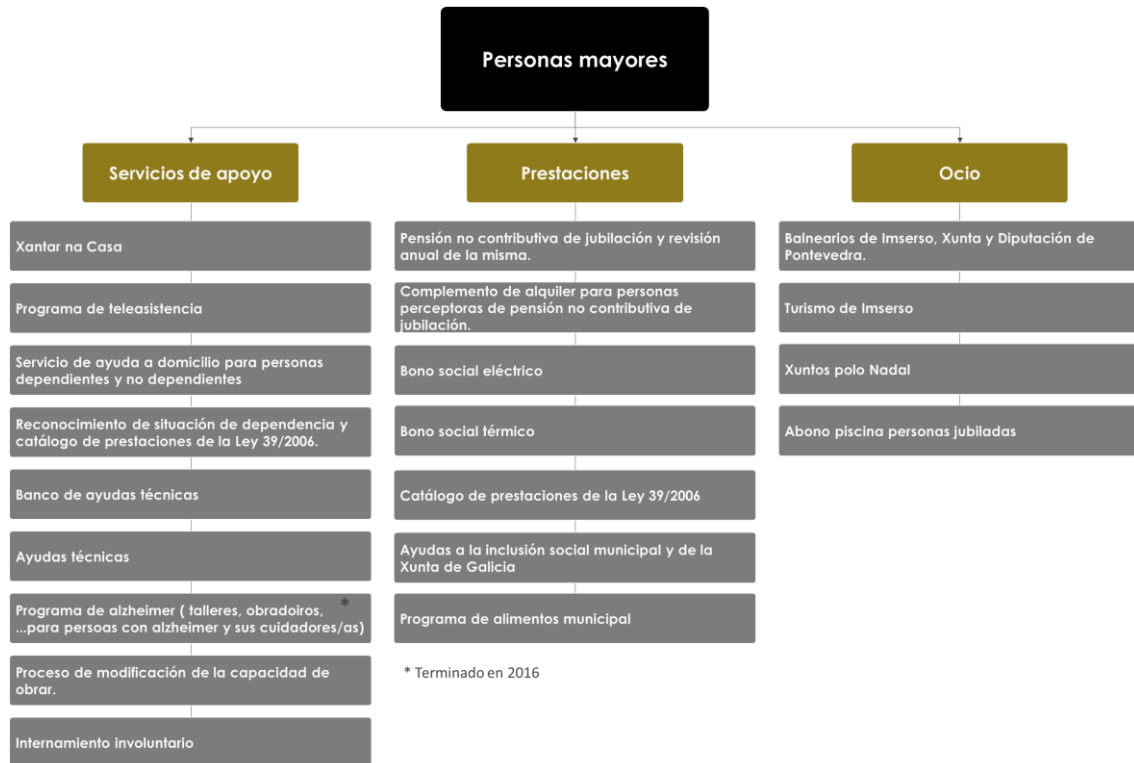 Personas mayores
Servicios de apoyo
Xantar na Casa
Programa de teleasistencia
Servicio de ayuda a domicilio para personas
dependientes y no dependientes
Reconocimiento de situación de dependencia y
catálogo de prestaciones de la Ley 39/2006.
Banco de ayudas técnicas
Ayudas técnicas
Programa de alzheimer ( talleres, obradoiros, *
...para persoas con alzheimer y sus cuidadores/as)
Proceso de modificación de la capacidad de
obrar.
Internamiento involuntario
Prestaciones
Pensión no contributiva de jubilación y revisión
anual de la misma.
Complemento de alquiler para personas
perceptoras de pensión no contributiva de
jubilación.
Bono social eléctrico
Bono social térmico
Catálogo de prestaciones de la Ley 39/2006
Ayudas a la inclusión social municipal y de la
Xunta de Galicia
Programa de alimentos municipal
* Terminado en 2016
Ocio
Balnearios de Imserso, Xunta y Diputación de
Pontevedra.
Turismo de Imserso
Xuntos polo Nadal
Abono piscina personas jubiladas